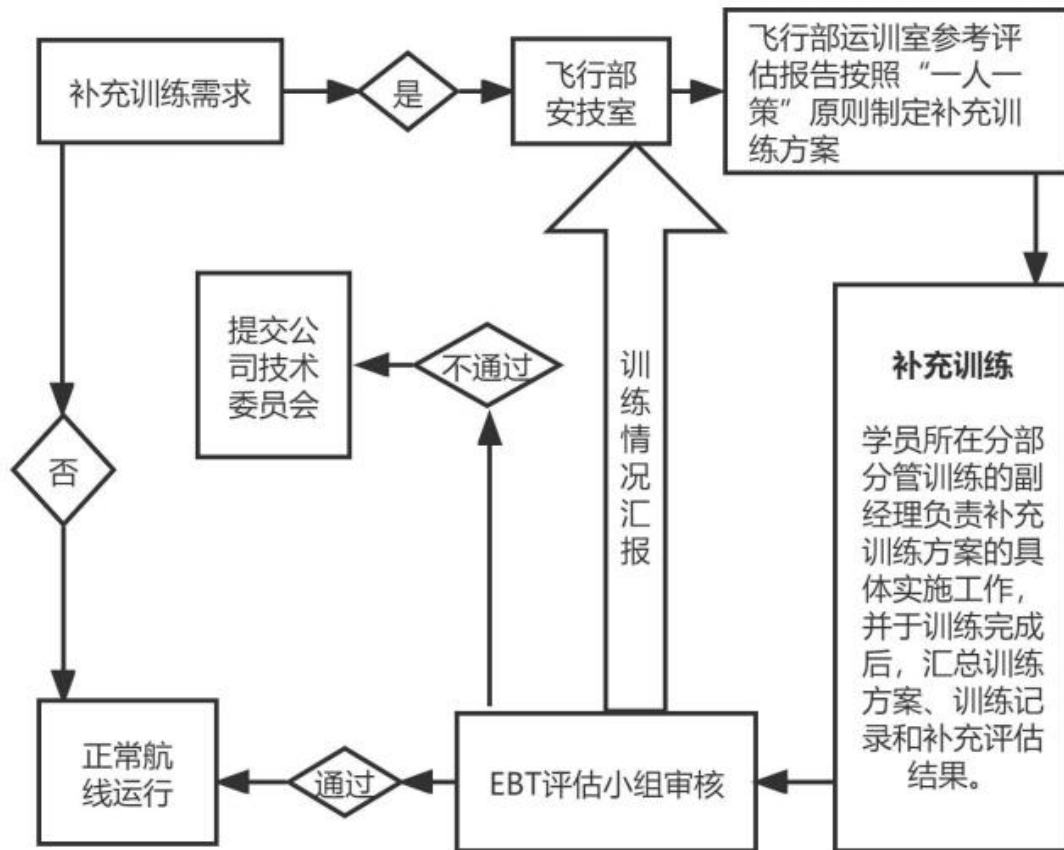 补充训练需求
是
飞行部
安技室
飞行部运训室参考评
估报告按照“一人一
策”原则制定补充训
练方案
提交公
司技术
委员会
不通过
训练情况汇报
补充训练
学员所在分部
分管训练的副
经理负责补充
训练方案的具
体实施工作，
并于训练完成
后，汇总训练
方案、训练记
录和补充评估
结果。
否
正常航
线运行
通过
EBT评估小组审核